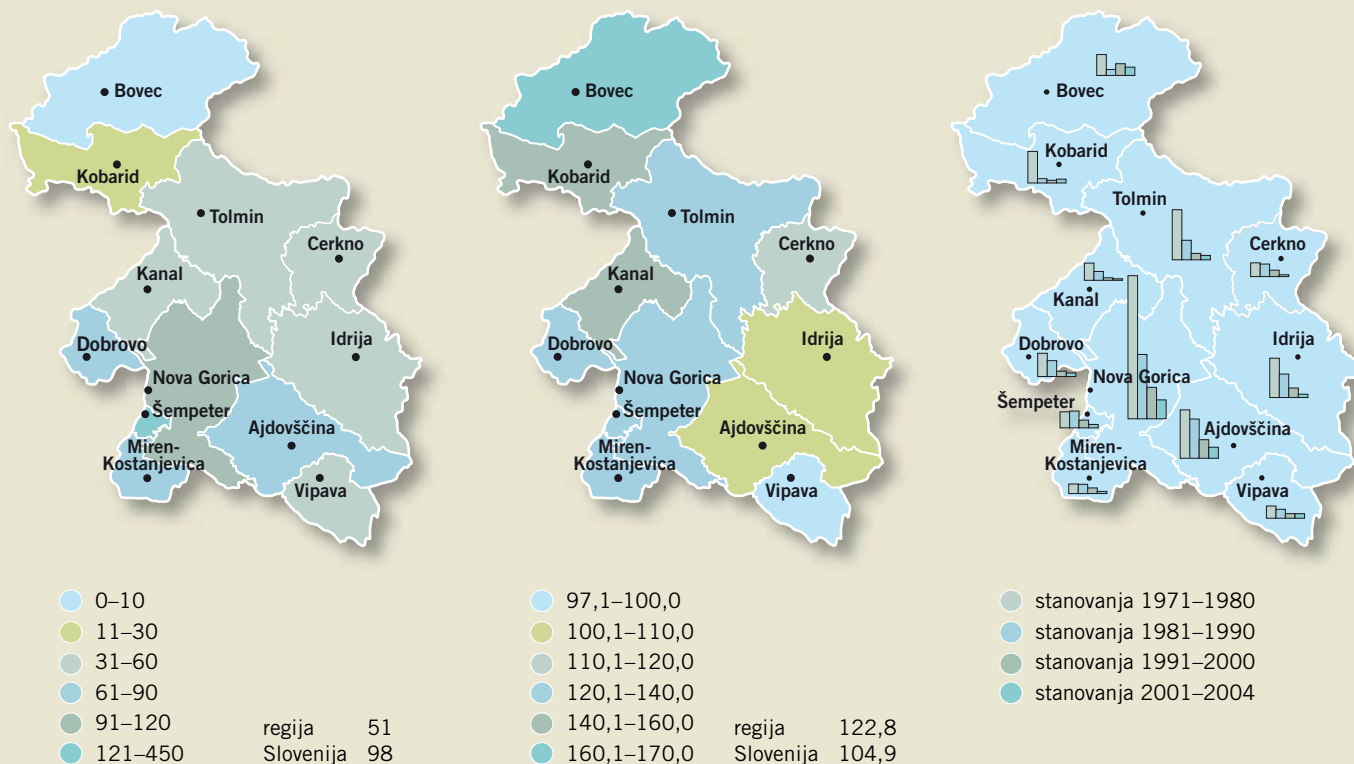 Bovec
Kobarid
Tolmin
Cerkno
Kanal
Idrija
Dobrovo
Nova Gorica
Šempeter
Ajdovščina
Miren-
Kostanjevica
Vipava
0–10
11–30
31–60
61–90
91–120
121–450
regija 51
Slovenija 98
Bovec
Kobarid
Tolmin
Cerkno
Kanal
Idrija
Dobrovo
Nova Gorica
Šempeter
Ajdovščina
Miren-
Kostanjevica
Vipava
97,1–100,0
100,1–110,0
110,1–120,0
120,1–140,0
140,1–160,0
160,1–170,0
regija 122,8
Slovenija 104,9
Bovec
Kobarid
Tolmin
Cerkno
Kanal
Idrija
Dobrovo
Nova Gorica
Šempeter
Ajdovščina
Miren-
Kostanjevica
Vipava
stanovanja 1971–1980
stanovanja 1981–1990
stanovanja 1991–2000
stanovanja 2001–2004